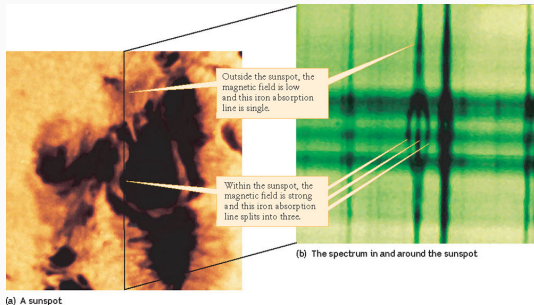 Outside the sunspot, the
magnetic field is low
and this iron absorption
line is single.
Within the sunspot, the
magnetic field is strong
and this iron absorption
line splits into three.
(b) The spectrum in and around the sunspot
(a) A sunspot